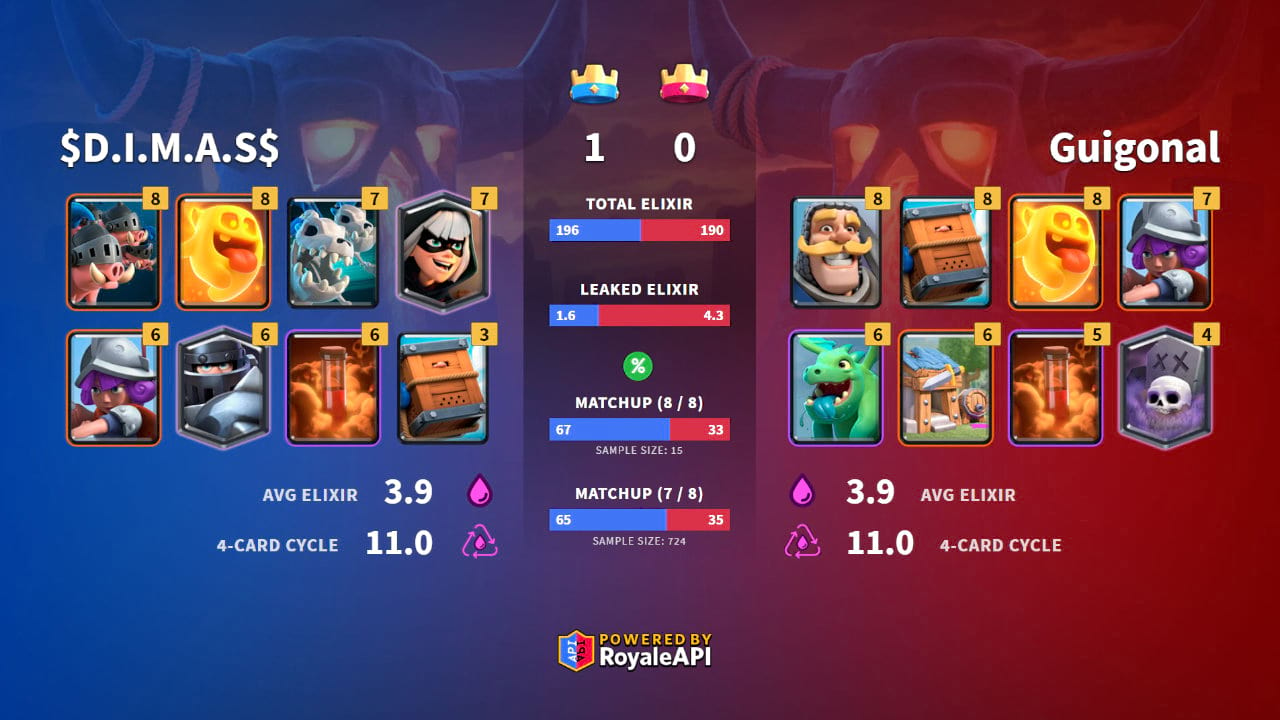 $D.I.M.A.S$
1 0
Guigonal
8 8 7 7
6 6 6 3
TOTAL ELIXIR
196 190
LEAKED ELIXIR
1.6 4.3
%
MATCHUP (8 / 8)
67 33
SAMPLE SIZE: 15
MATCHUP (7 / 8)
65 35
SAMPLE SIZE: 724
8 8 8 7
6 6 5 4
AVG ELIXIR 3.9
4-CARD CYCLE 11.0
3.9 AVG ELIXIR
11.0 4-CARD CYCLE
API API
POWERED BY
RoyaleAPI